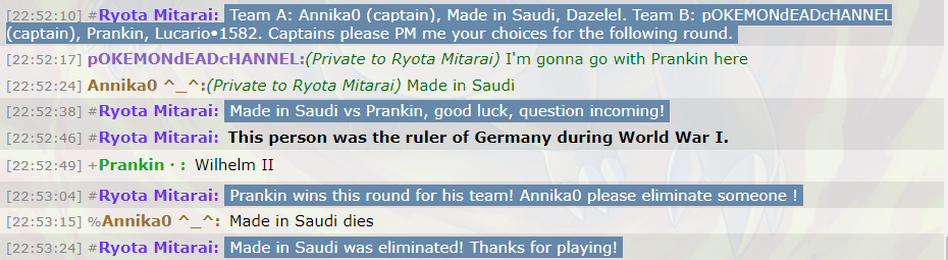 [22:52:10] #Ryota Mitarai: Team A: Annika0 (captain), Made in Saudi, Dazelel. Team B: pOKEMONdEADcHANNEL
(captain), Prankin, Lucario•1582. Captains please PM me your choices for the following round.
[22:52:17] pOKEMONdEADcHANNEL:(Private to Ryota Mitarai) I'm gonna go with Prankin here
[22:52:24] Annika0 ^_^:(Private to Ryota Mitarai) Made in Saudi
[22:52:38] #Ryota Mitarai: Made in Saudi vs Prankin, good luck, question incoming!
[22:52:46] #Ryota Mitarai: This person was the ruler of Germany during World War I.
[22:52:49] +Prankin · : Wilhelm II
[22:53:04] #Ryota Mitarai: Prankin wins this round for his team! Annika0 please eliminate someone !
[22:53:15] %Annika0 ^_^: Made in Saudi dies
[22:53:24] #Ryota Mitarai: Made in Saudi was eliminated! Thanks for playing!